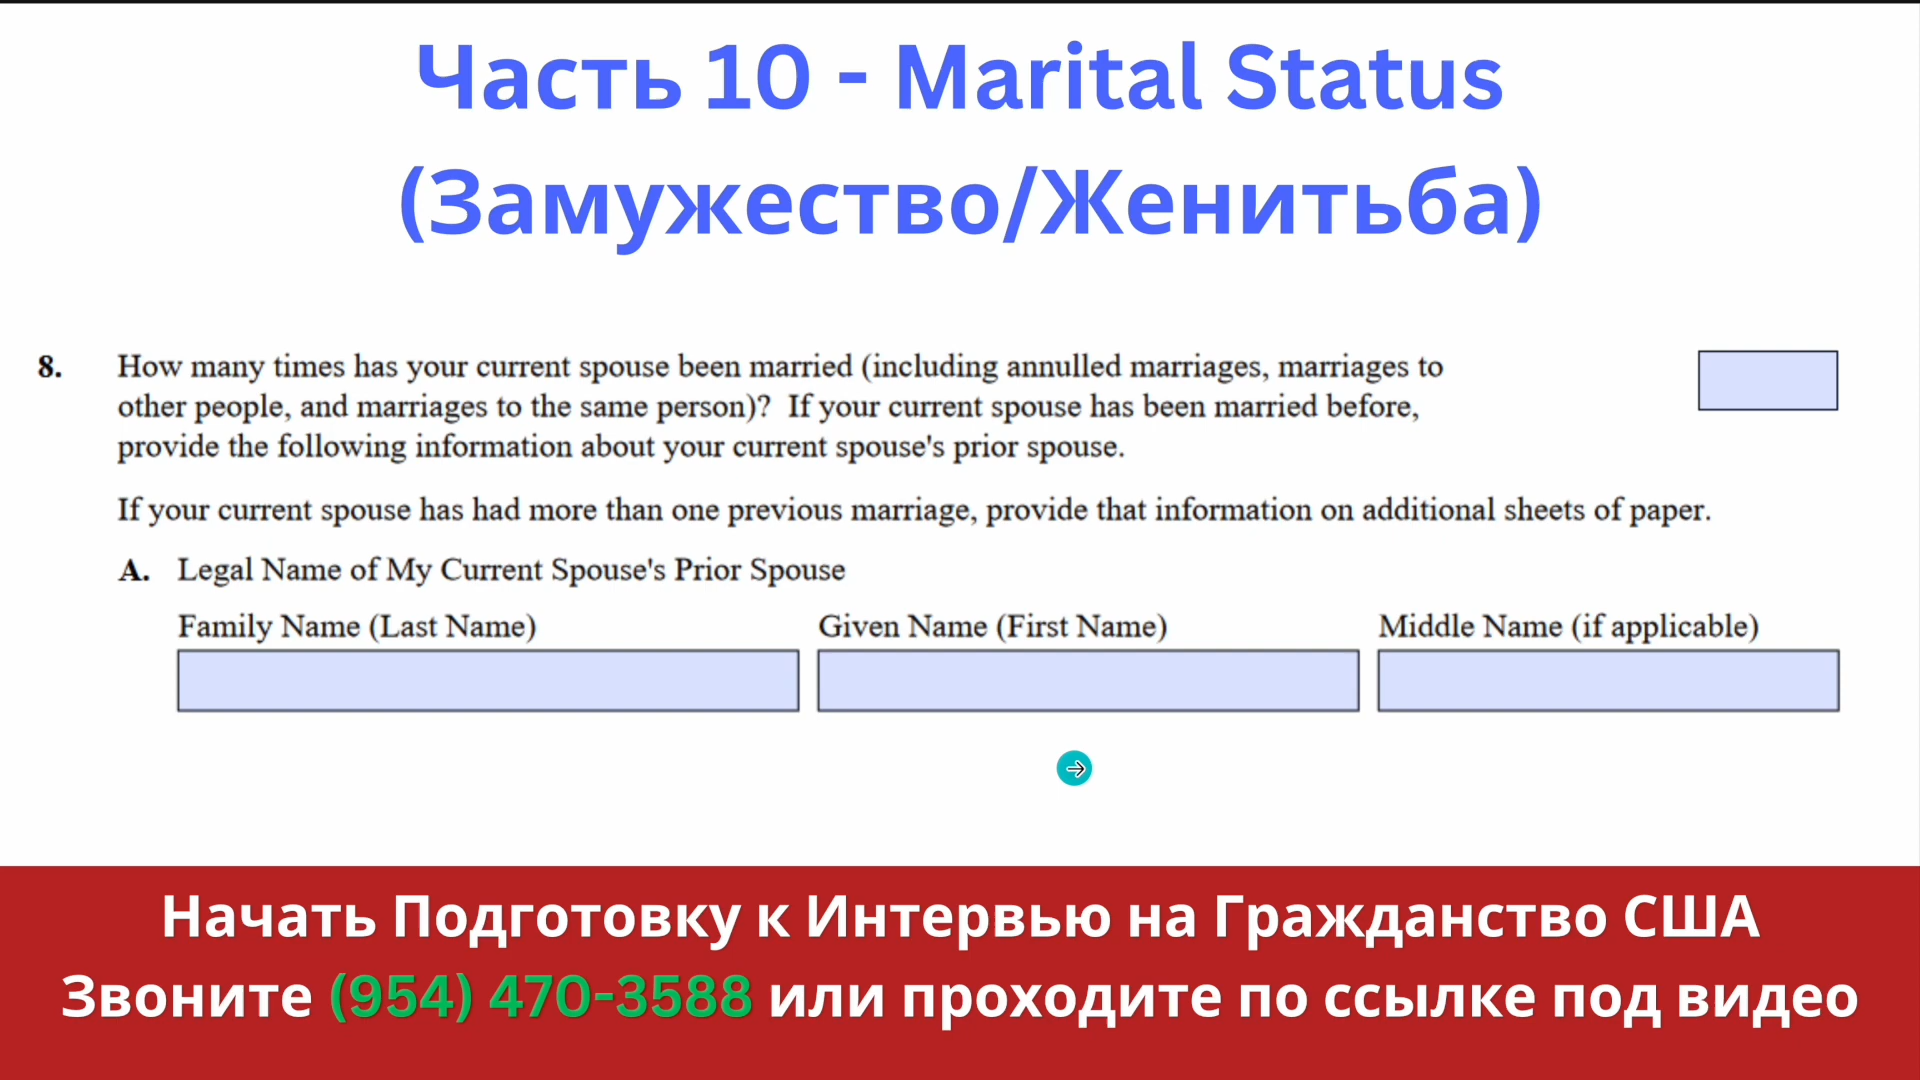 Часть 10 - Marital Status
(Замужество/Женитьба)
8. How many times has your current spouse been married (including annulled marriages, marriages to
other people, and marriages to the same person)? If your current spouse has been married before,
provide the following information about your current spouse's prior spouse.
If your current spouse has had more than one previous marriage, provide that information on additional sheets of paper.
A. Legal Name of My Current Spouse's Prior Spouse
Family Name (Last Name) Given Name (First Name) Middle Name (if applicable)
Начать Подготовку к Интервью на Гражданство США
Звоните (954) 470-3588 или проходите по ссылке под видео